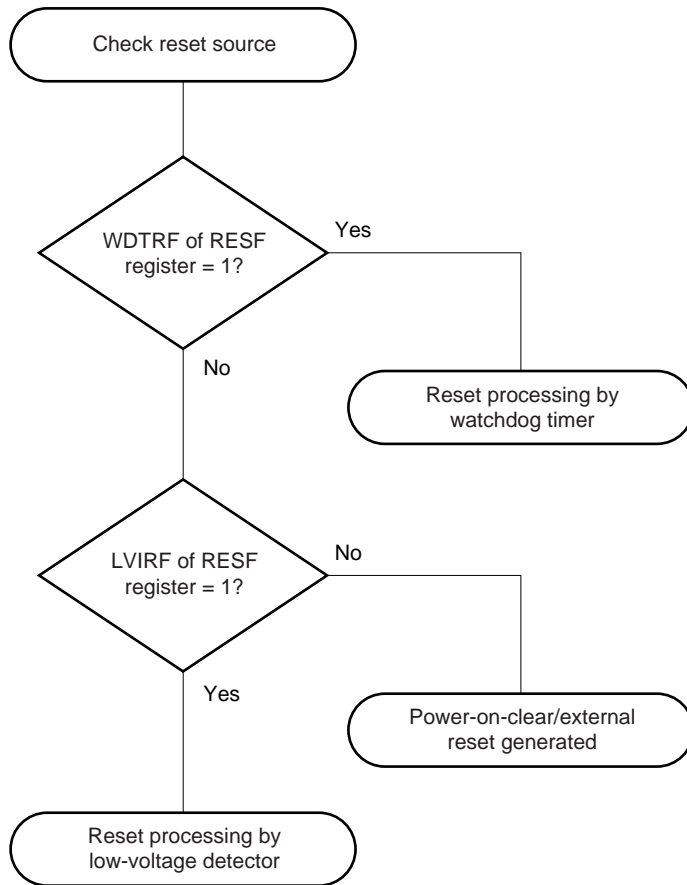 Check reset source
WDTRF of RESF
register = 1?
Yes
No
Reset processing by
watchdog timer
LVIRF of RESF
register = 1?
No
Yes
Power-on-clear/external
reset generated
Reset processing by
low-voltage detector